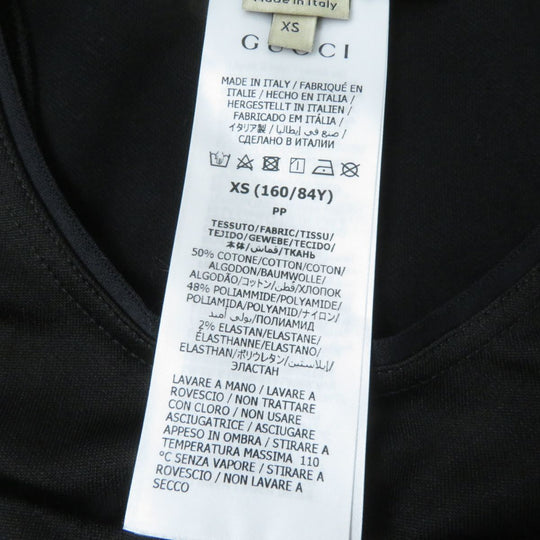 Made in Italy
XS
GUCCI
MADE IN ITALY / FABRIQUÉ EN
ITALIE / HECHO EN ITALIA /
HERGESTELLT IN ITALIEN /
FABRICADO EM ITÁLIA /
イタリア製 / صنع في إيطاليا /
СДЕЛАНО В ИТАЛИИ
XS (160/84Y)
PP
TESSUTO/FABRIC/TISSU/
TEJIDO/GEWEBE/TECIDO/
本体/قماش/ТКАНЬ
50% COTONE/COTTON/COTON/
ALGODON/BAUMWOLLE/
ALGODÃO/コットン/قطن/ХЛОПОК
48% POLIAMMIDE/POLYAMIDE/
POLIAMIDA/POLYAMID/ナイロン/
بولي أميد/ПОЛИАМИД
2% ELASTAN/ELASTANE/
ÉLASTHANNE/ELASTANO/
ELASTHAN/ポリウレタン/إيلاستين/
ЭЛАСТАН
LAVARE A MANO / LAVARE A
ROVESCIO / NON TRATTARE
CON CLORO / NON USARE
ASCIUGATRICE / ASCIUGARE
APPESO IN OMBRA / STIRARE A
TEMPERATURA MASSIMA 110
°C SENZA VAPORE / STIRARE A
ROVESCIO / NON LAVARE A
SECCO